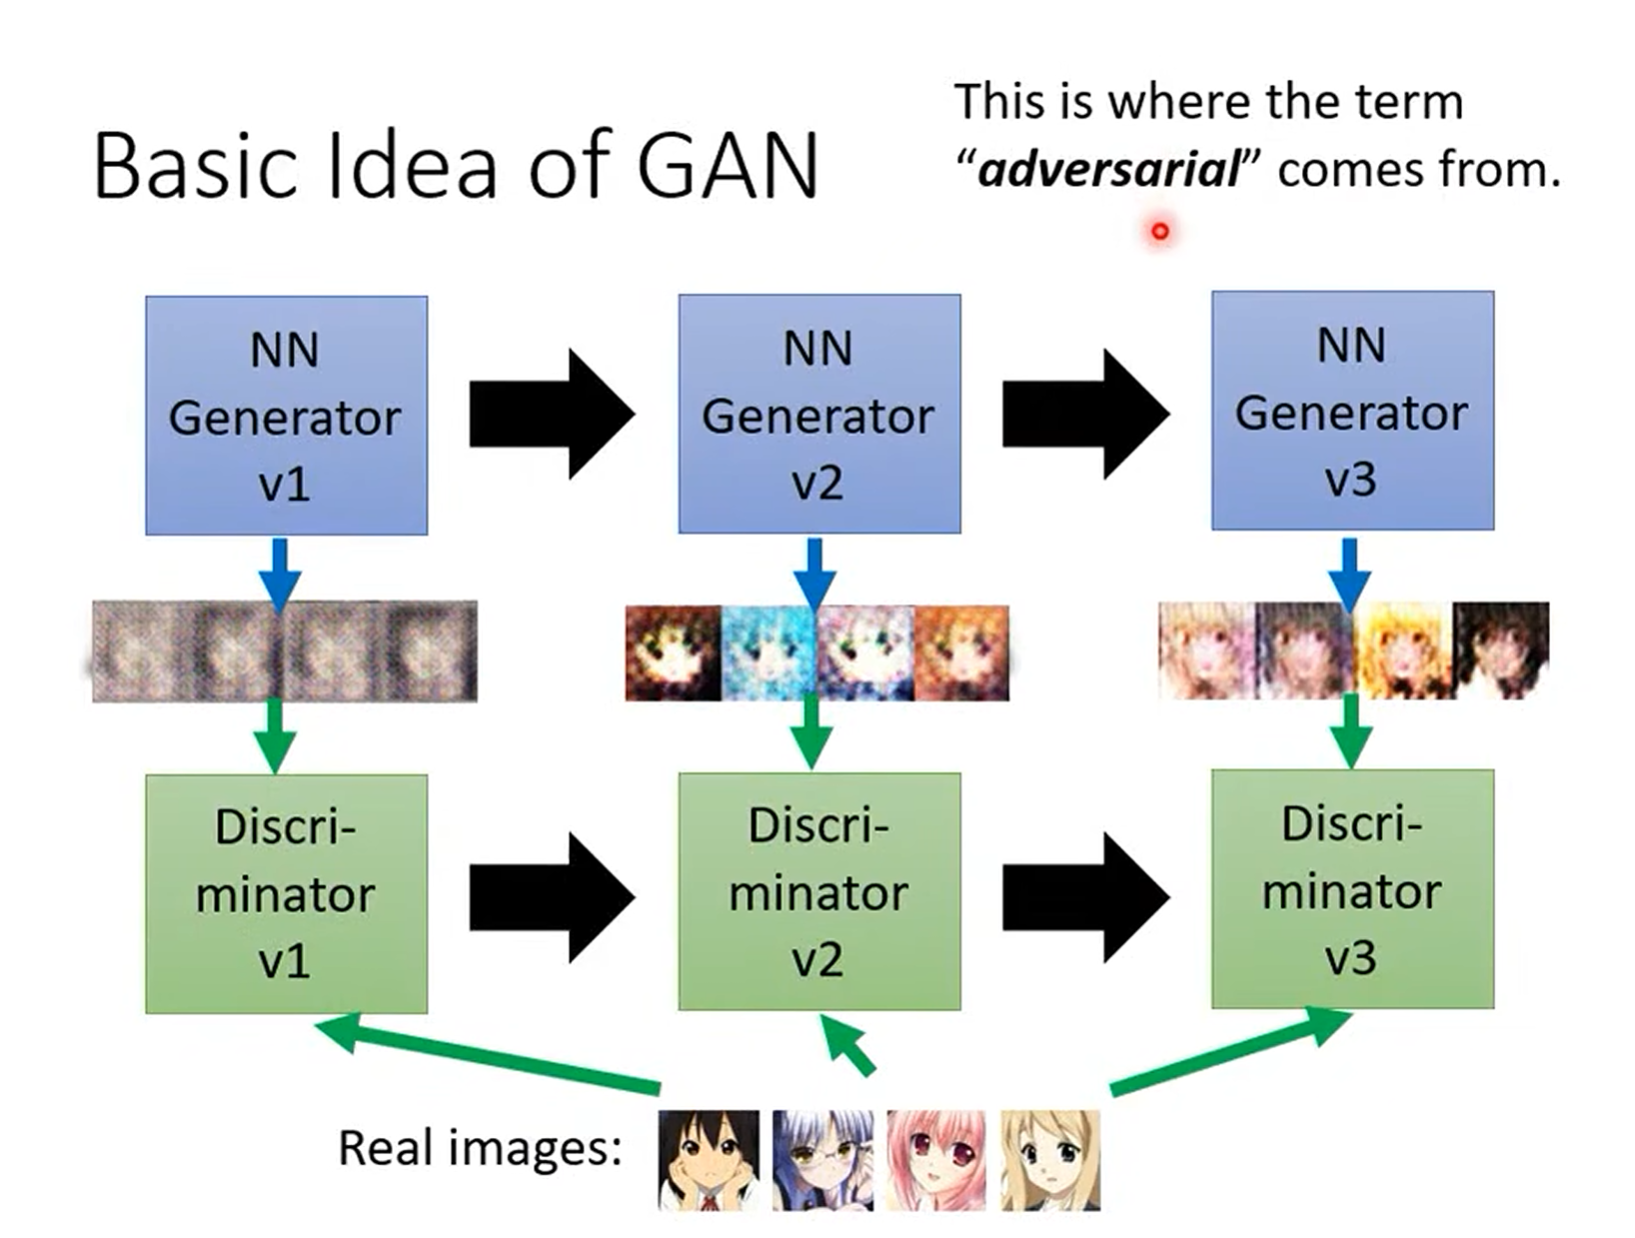 Basic Idea of GAN
This is where the term
“adversarial” comes from.
NN
Generator
v1
NN
Generator
v2
NN
Generator
v3
Discri-
minator
v1
Discri-
minator
v2
Discri-
minator
v3
Real images: